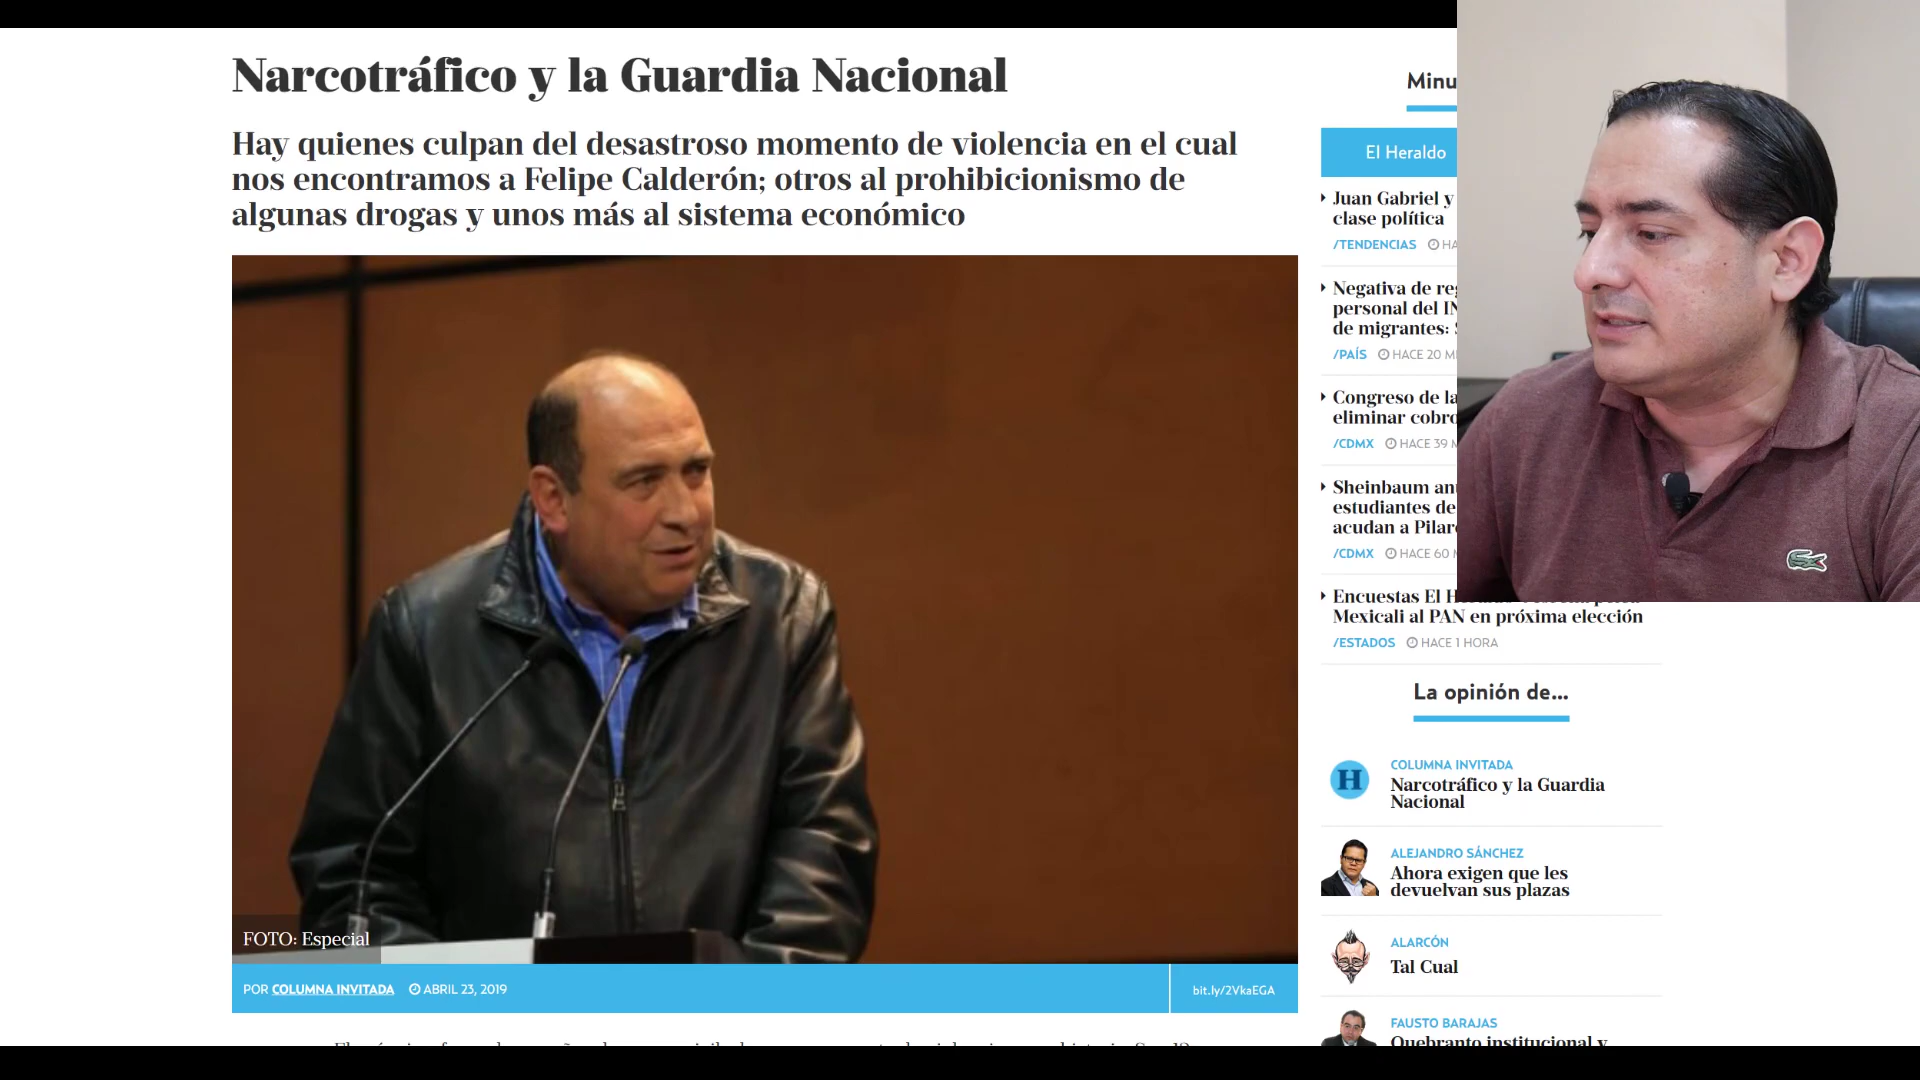 Narcotráfico y la Guardia Nacional
Hay quienes culpan del desastroso momento de violencia en el cual
nos encontramos a Felipe Calderón; otros al prohibicionismo de
algunas drogas y unos más al sistema económico
FOTO: Especial
POR COLUMNA INVITADA ABRIL 23, 2019
bit.ly/2VkaEGA
Minu
El Heraldo
Juan Gabriel y
clase política
/TENDENCIAS HA
Negativa de
personal del
de migrantes:
/PAÍS HACE 20
Congreso de la
eliminar
/CDMX HACE 39
Sheinbaum
estudiantes de
acudan a
/CDMX HACE 60
Encuestas El
Mexicali al PAN en próxima elección
/ESTADOS HACE 1 HORA
La opinión de...
H
COLUMNA INVITADA
Narcotráfico y la Guardia
Nacional
ALEJANDRO SÁNCHEZ
Ahora exigen que les
devuelvan sus plazas
ALARCÓN
Tal Cual
FAUSTO BARAJAS
Quebranto institucional y